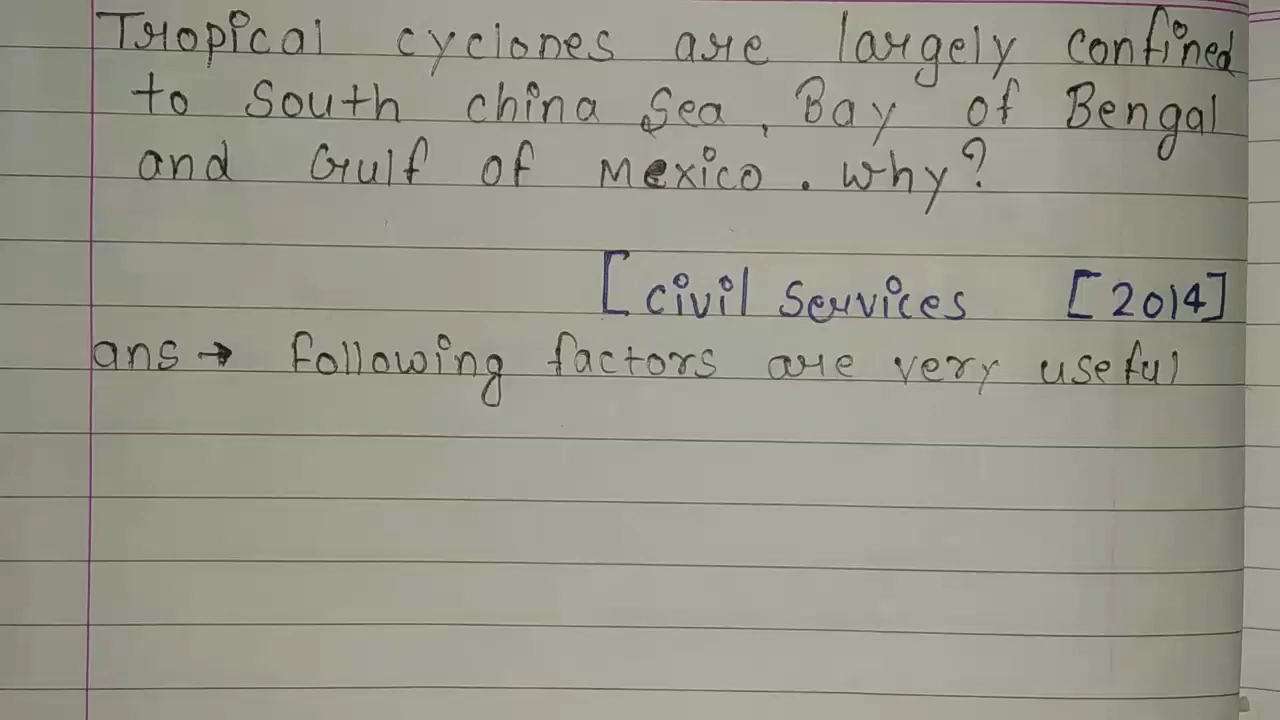 Tropical cyclones are largely confined
to South china Sea, Bay of Bengal
and Gulf of Mexico. Why?
[civil Services [2014]
ans → Following factors are very useful